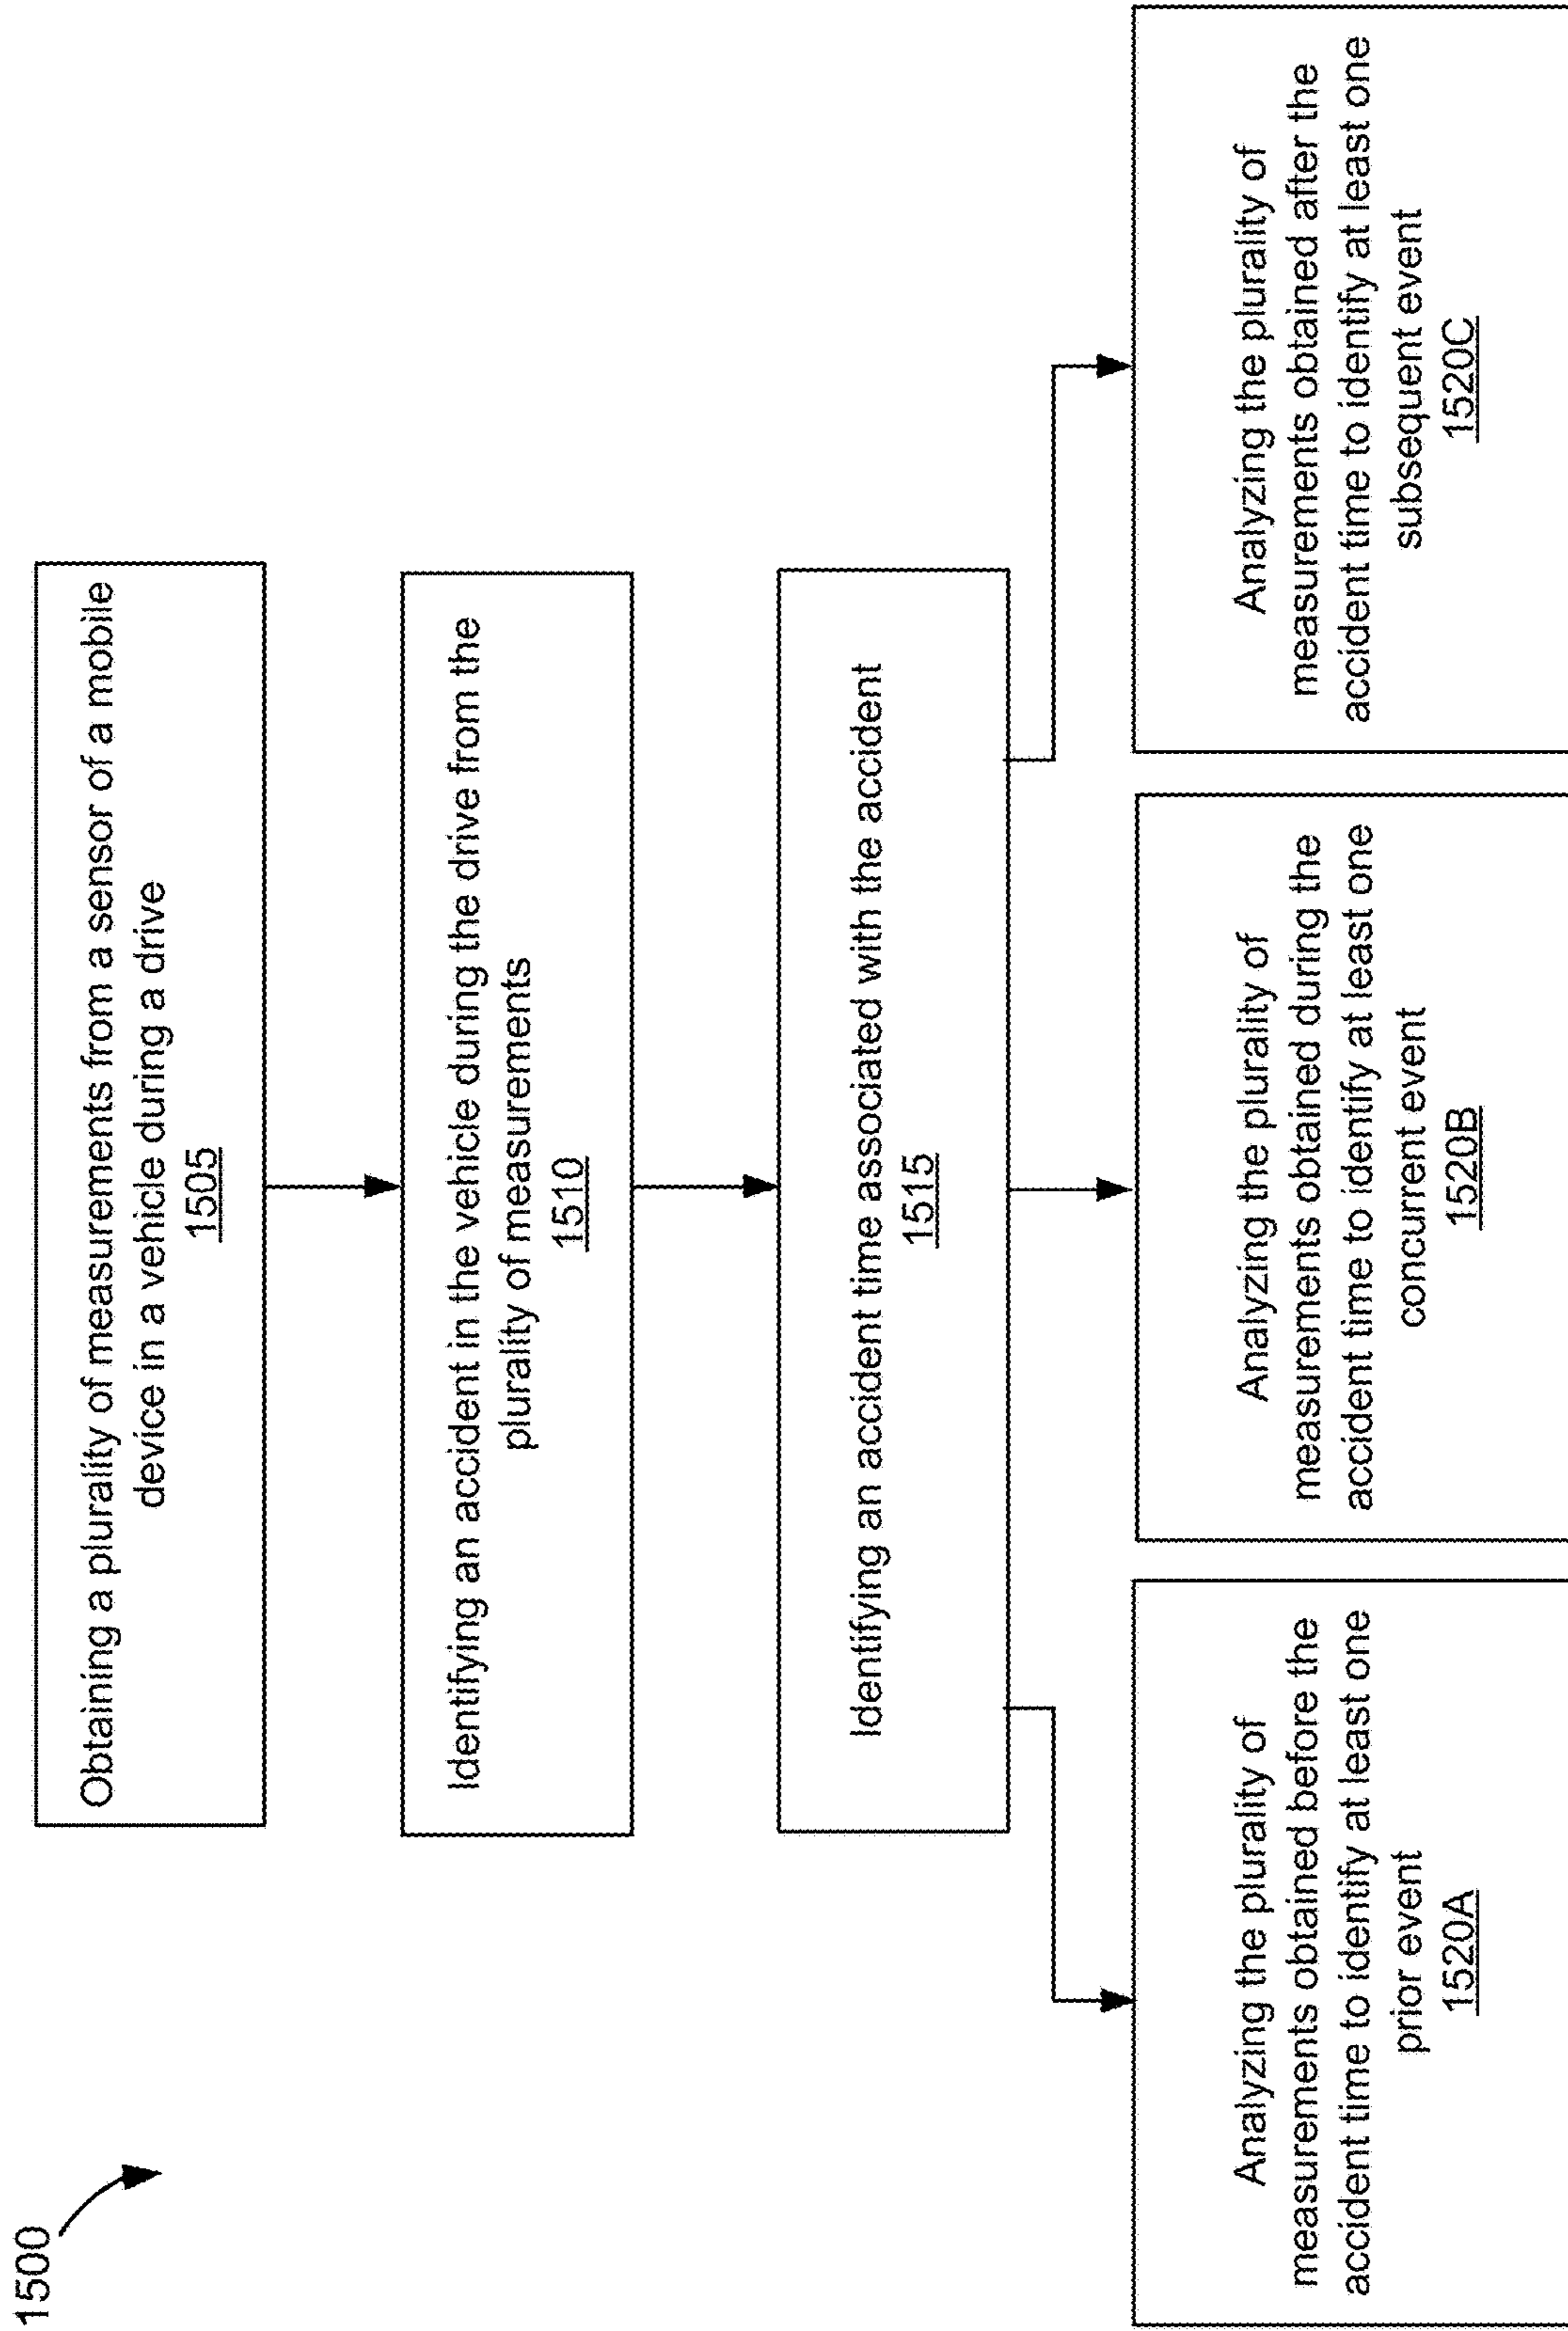 1500
Obtaining a plurality of measurements from a sensor of a mobile
device in a vehicle during a drive
1505
Identifying an accident in the vehicle during the drive from the
plurality of measurements
1510
Identifying an accident time associated with the accident
1515
Analyzing the plurality of
measurements obtained before the
accident time to identify at least one
prior event
1520A
Analyzing the plurality of
measurements obtained during the
accident time to identify at least one
concurrent event
1520B
Analyzing the plurality of
measurements obtained after the
accident time to identify at least one
subsequent event
1520C